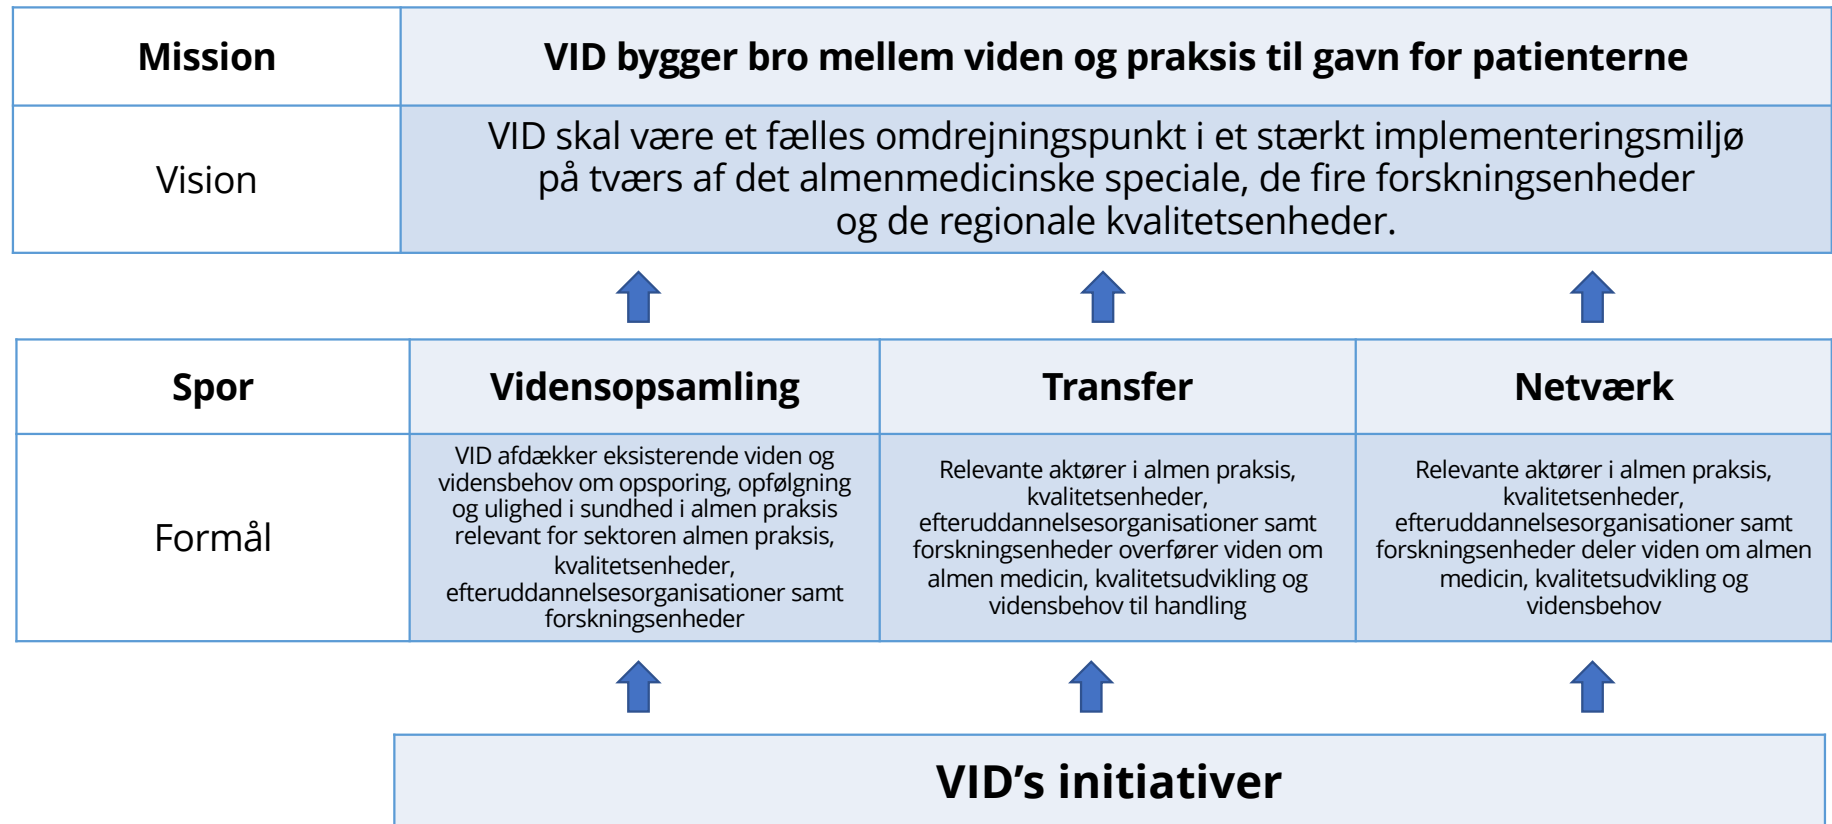 Mission
VID bygger bro mellem viden og praksis til gavn for patienterne
Vision
VID skal være et fælles omdrejningspunkt i et stærkt implementeringsmiljø
på tværs af det almenmedicinske speciale, de fire forskningsenheder
og de regionale kvalitetsenheder.
Spor
Vidensopsamling
Transfer
Netværk
Formål
VID afdækker eksisterende viden og
vidensbehov om opsporing, opfølgning
og ulighed i sundhed i almen praksis
relevant for sektoren almen praksis,
kvalitetsenheder,
efteruddannelsesorganisationer samt
forskningsenheder
Relevante aktører i almen praksis,
kvalitetsenheder,
efteruddannelsesorganisationer samt
forskningsenheder overfører viden om
almen medicin, kvalitetsudvikling og
vidensbehov til handling
Relevante aktører i almen praksis,
kvalitetsenheder,
efteruddannelsesorganisationer samt
forskningsenheder deler viden om almen
medicin, kvalitetsudvikling og
vidensbehov
VID’s initiativer